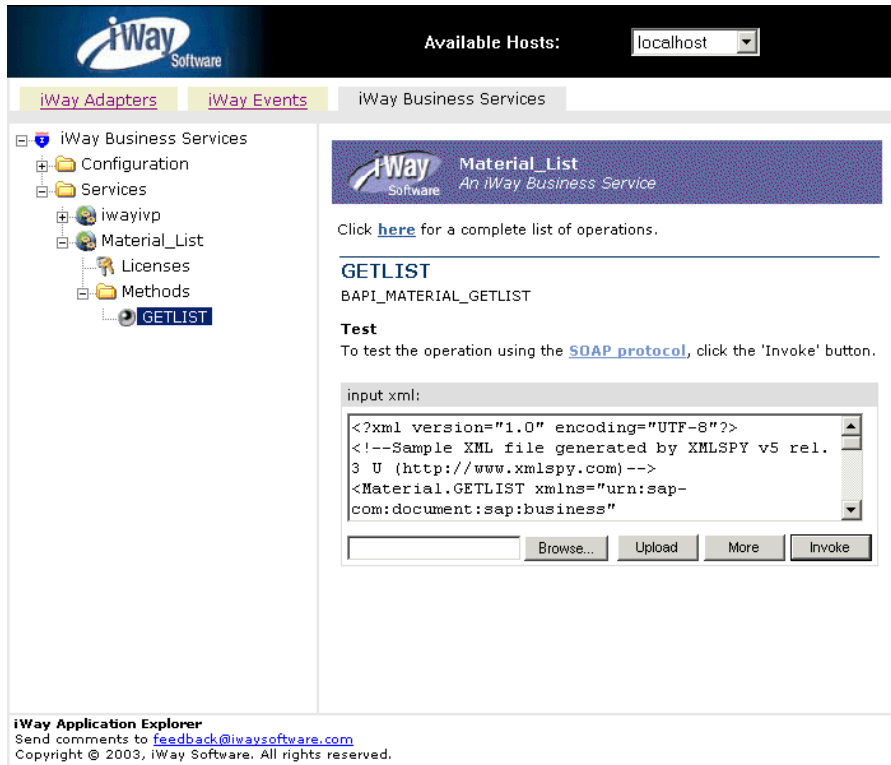 iWay
Software
Available Hosts:
localhost
iWay Adapters
iWay Events
iWay Business Services
iWay Business Services
Configuration
Services
iwayivp
Material_List
Licenses
Methods
GETLIST
iWay
Software
Material_List
An iWay Business Service
Click here for a complete list of operations.
GETLIST
BAPI_MATERIAL_GETLIST
Test
To test the operation using the SOAP protocol, click the 'Invoke' button.
input xml:
<?xml version="1.0" encoding="UTF-8"?>
<!--Sample XML file generated by XMLSPY v5 rel.
3 U (http://www.xmlspy.com)-->
<Material.GETLIST xmlns="urn:sap-
com:document:sap:business"
Browse...
Upload
More
Invoke
iWay Application Explorer
Send comments to feedback@iwaysoftware.com
Copyright © 2003, iWay Software. All rights reserved.